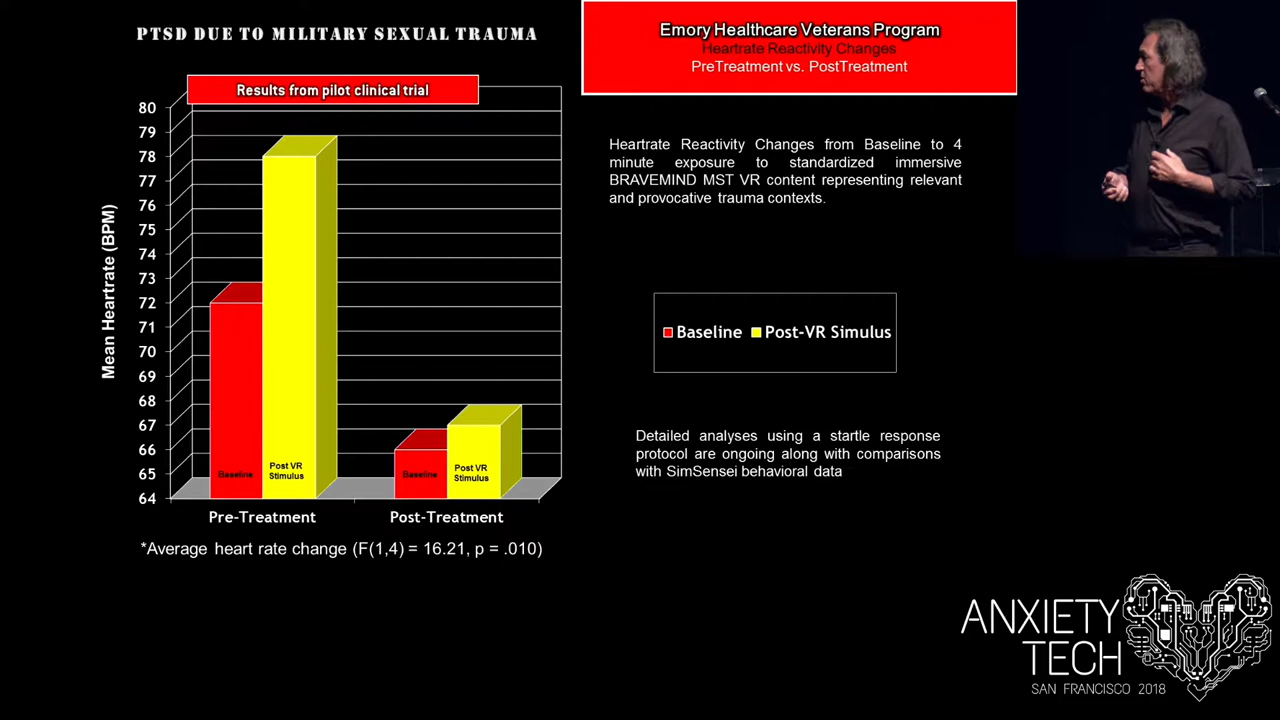 PTSD DUE TO MILITARY SEXUAL TRAUMA
Results from pilot clinical trial
80
79
78
77
76
75
74
73
72
71
70
69
68
67
66
65
64
Mean Heartrate (BPM)
Baseline
Post VR
Stimulus
Baseline
Post VR
Stimulus
Pre-Treatment
Post-Treatment
*Average heart rate change (F(1,4) = 16.21, p = .010)
Emory Healthcare Veterans Program
Heartrate Reactivity Changes
PreTreatment vs. PostTreatment
Heartrate Reactivity Changes from Baseline to 4
minute exposure to standardized immersive
BRAVEMIND MST VR content representing relevant
and provocative trauma contexts.
Baseline
Post-VR Simulus
Detailed analyses using a startle response
protocol are ongoing along with comparisons
with SimSensei behavioral data
ANXIETY
TECH
SAN FRANCISCO 2018